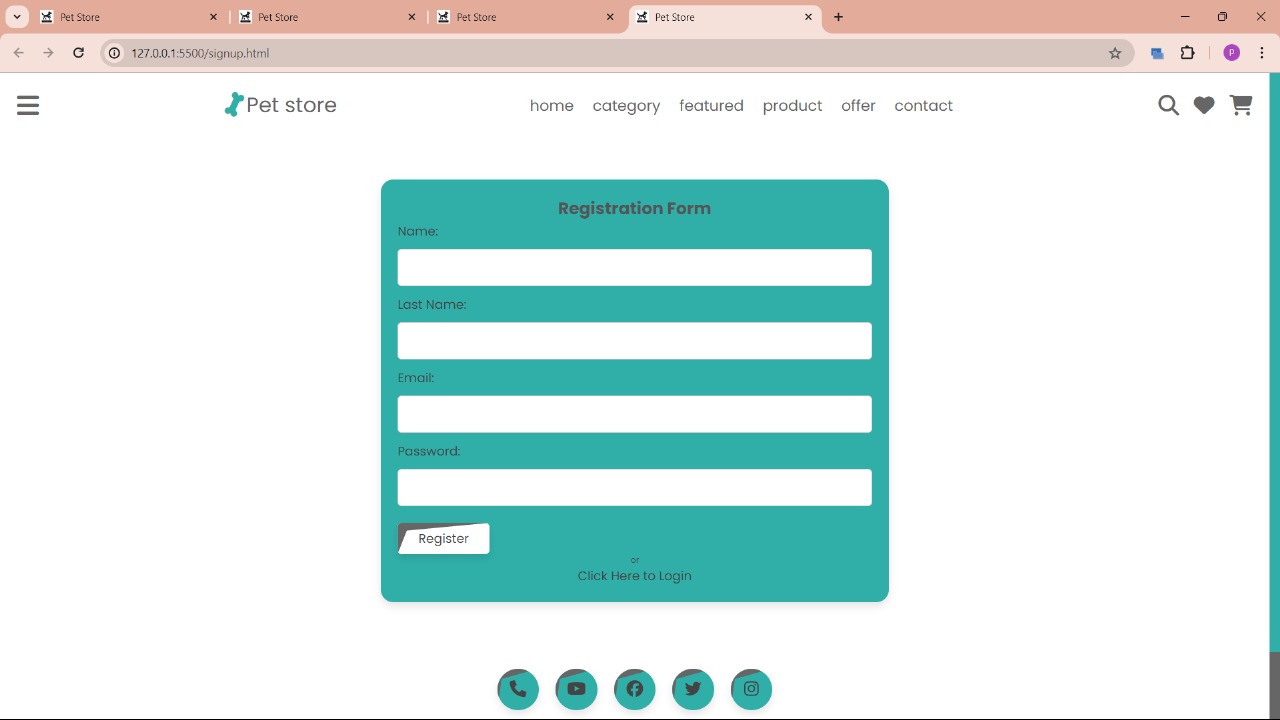 Pet Store
Pet Store
Pet Store
Pet Store
127.0.0.1:5500/signup.html
P
Pet store
home category featured product offer contact
Registration Form
Name:
Last Name:
Email:
Password:
Register
or
Click Here to Login